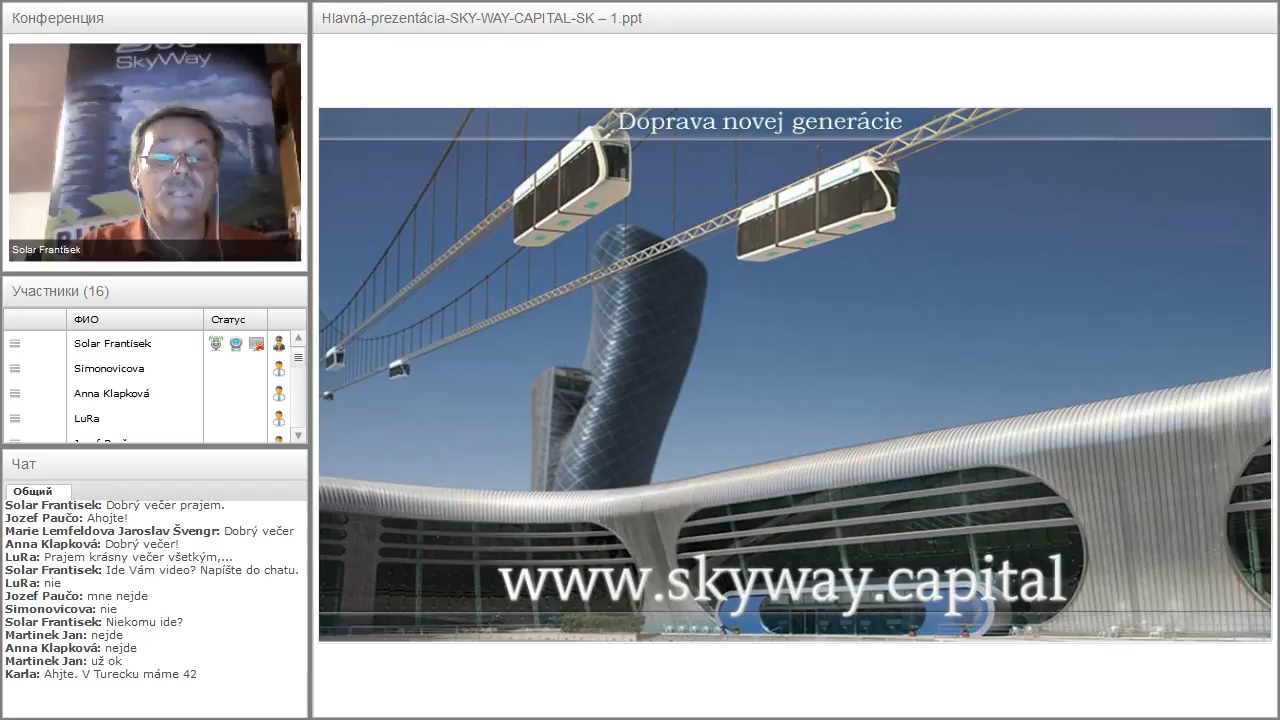 Конференция
SkyWay
Solar Frantisek
Участники (16)
ФИО
Статус
Solar Frantisek
Simonovicova
Anna Klapková
LuRa
Чат
Общий
Solar Frantisek: Dobrý večer prajem.
Jozef Paučo: Ahojte!
Marie Lemfeldova Jaroslav Švengr: Dobrý večer
Anna Klapková: Dobrý večer!
LuRa: Prajem krásny večer všetkým,...
Solar Frantisek: Ide Vám video? Napíšte do chatu.
LuRa: nie
Jozef Paučo: mne nejde
Simonovicova: nie
Solar Frantisek: Niekomu ide?
Martinek Jan: nejde
Anna Klapková: nejde
Martinek Jan: už ok
Karla: Ahjte. V Turecku máme 42
Hlavná-prezentácia-SKY-WAY-CAPITAL-SK – 1.ppt
Doprava novej generácie
www.skyway.capital